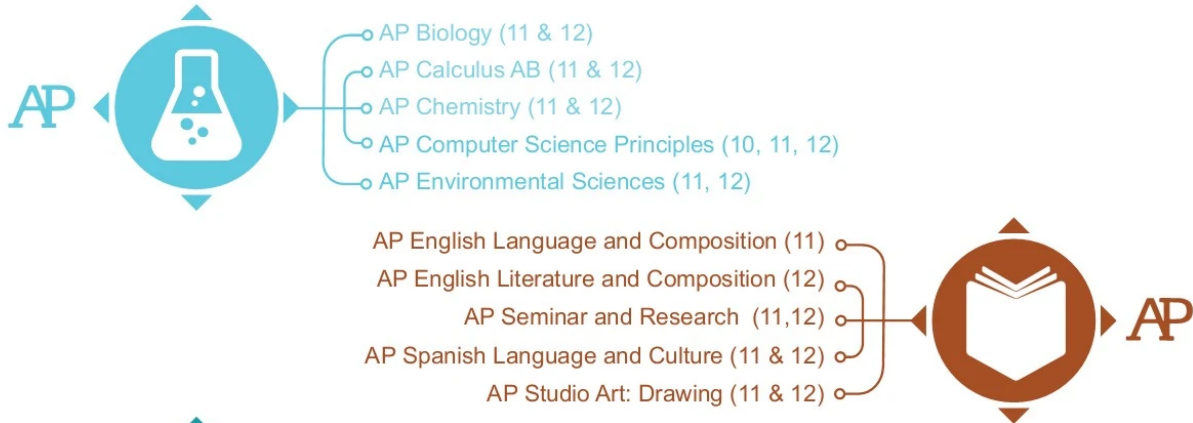 AP
AP Biology (11 & 12)
AP Calculus AB (11 & 12)
AP Chemistry (11 & 12)
AP Computer Science Principles (10, 11, 12)
AP Environmental Sciences (11, 12)
AP English Language and Composition (11)
AP English Literature and Composition (12)
AP Seminar and Research (11,12)
AP Spanish Language and Culture (11 & 12)
AP Studio Art: Drawing (11 & 12)
AP